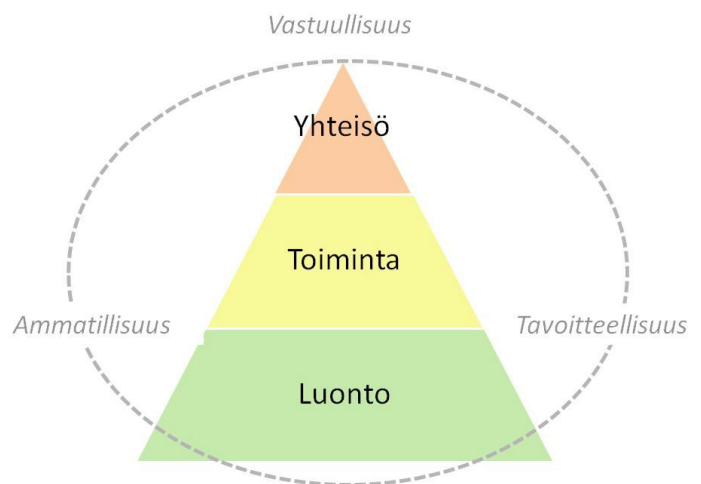 Vastuullisuus
Yhteisö
Toiminta
Ammatillisuus
Tavoitteellisuus
Luonto